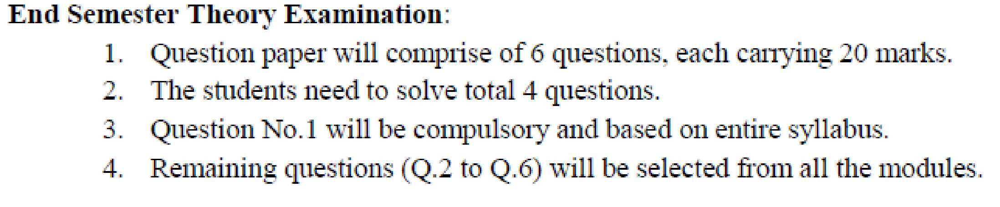 End Semester Theory Examination:
1. Question paper will comprise of 6 questions, each carrying 20 marks.
2. The students need to solve total 4 questions.
3. Question No.1 will be compulsory and based on entire syllabus.
4. Remaining questions (Q.2 to Q.6) will be selected from all the modules.